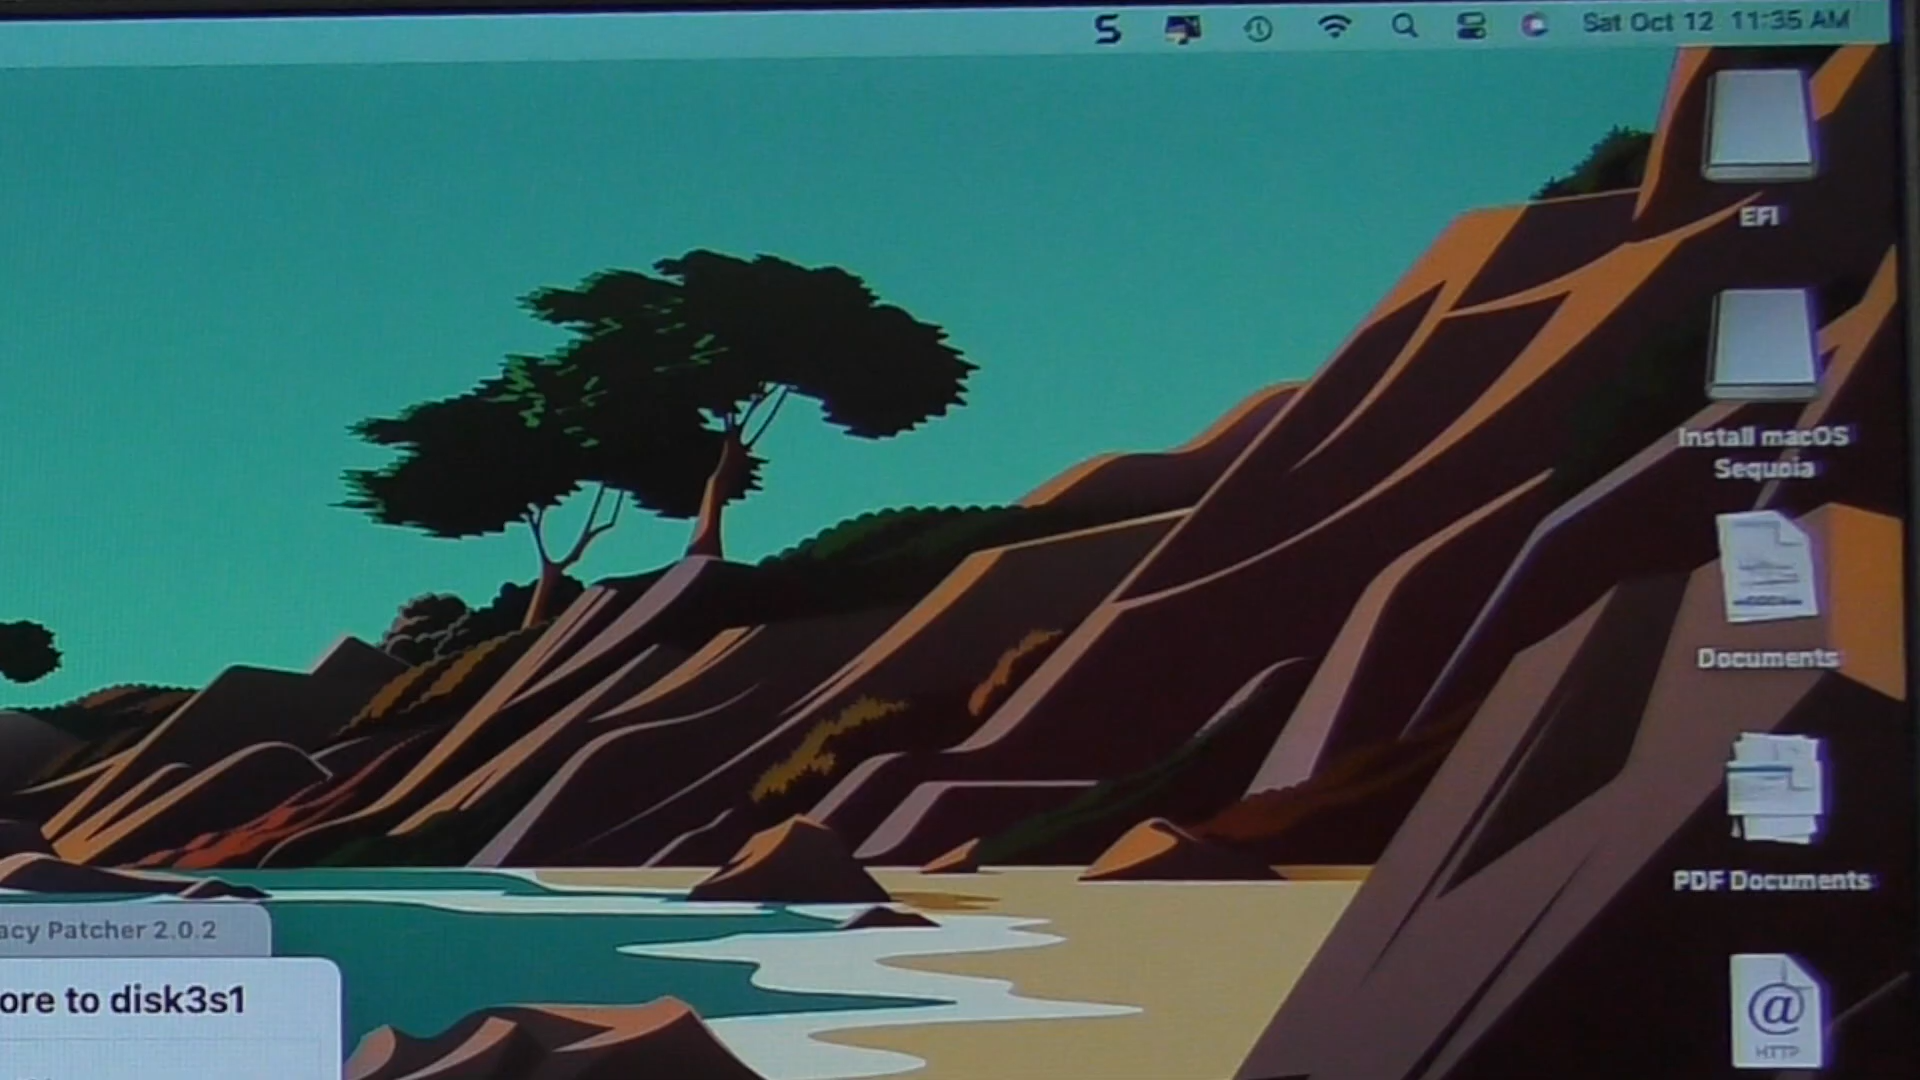 Sat Oct 12 11:35 AM
EFI
Install macOS
Sequoia
Documents
PDF Documents
@
HTTP
acy Patcher 2.0.2
ore to disk3s1